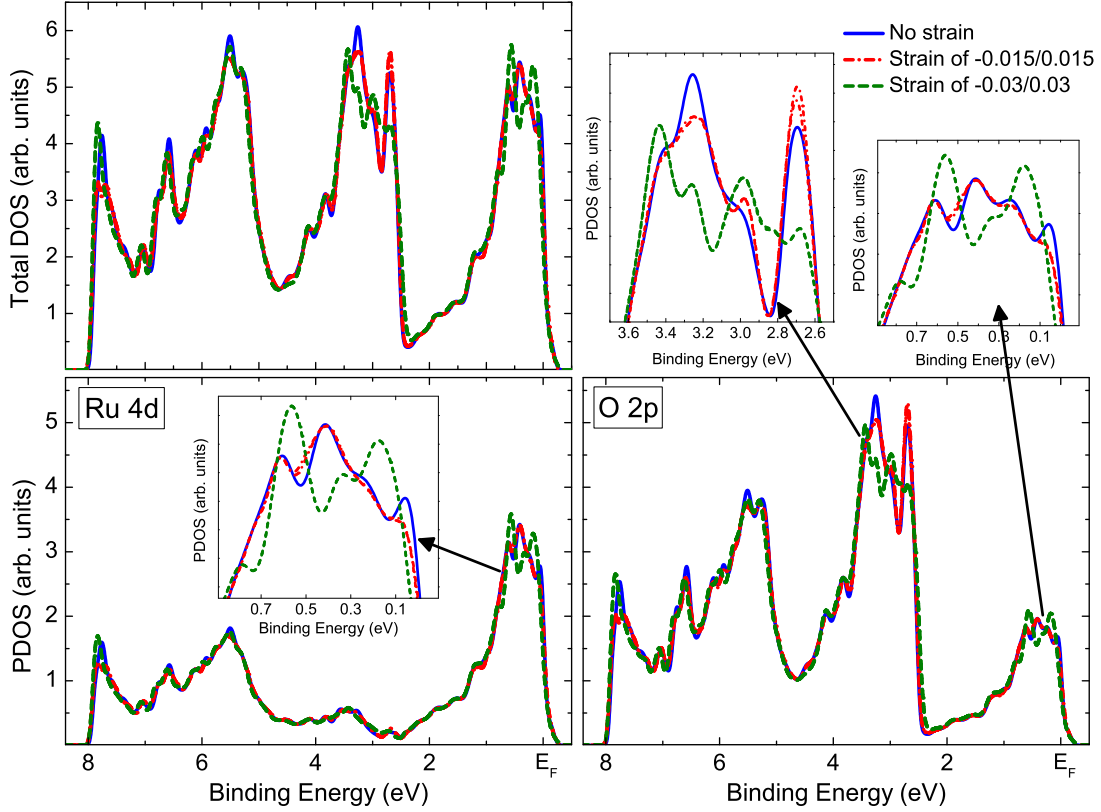 No strain
Strain of -0.015/0.015
Strain of -0.03/0.03
Total DOS (arb. units)
6
5
4
3
2
1
PDOS (arb. units)
3.6 3.4 3.2 3.0 2.8 2.6
Binding Energy (eV)
PDOS (arb. units)
0.7 0.5 0.3 0.1
Binding Energy (eV)
Ru 4d
PDOS (arb. units)
5
4
3
2
1
PDOS (arb. units)
0.7 0.5 0.3 0.1
Binding Energy (eV)
8 6 4 2 EF
Binding Energy (eV)
O 2p
8 6 4 2 EF
Binding Energy (eV)